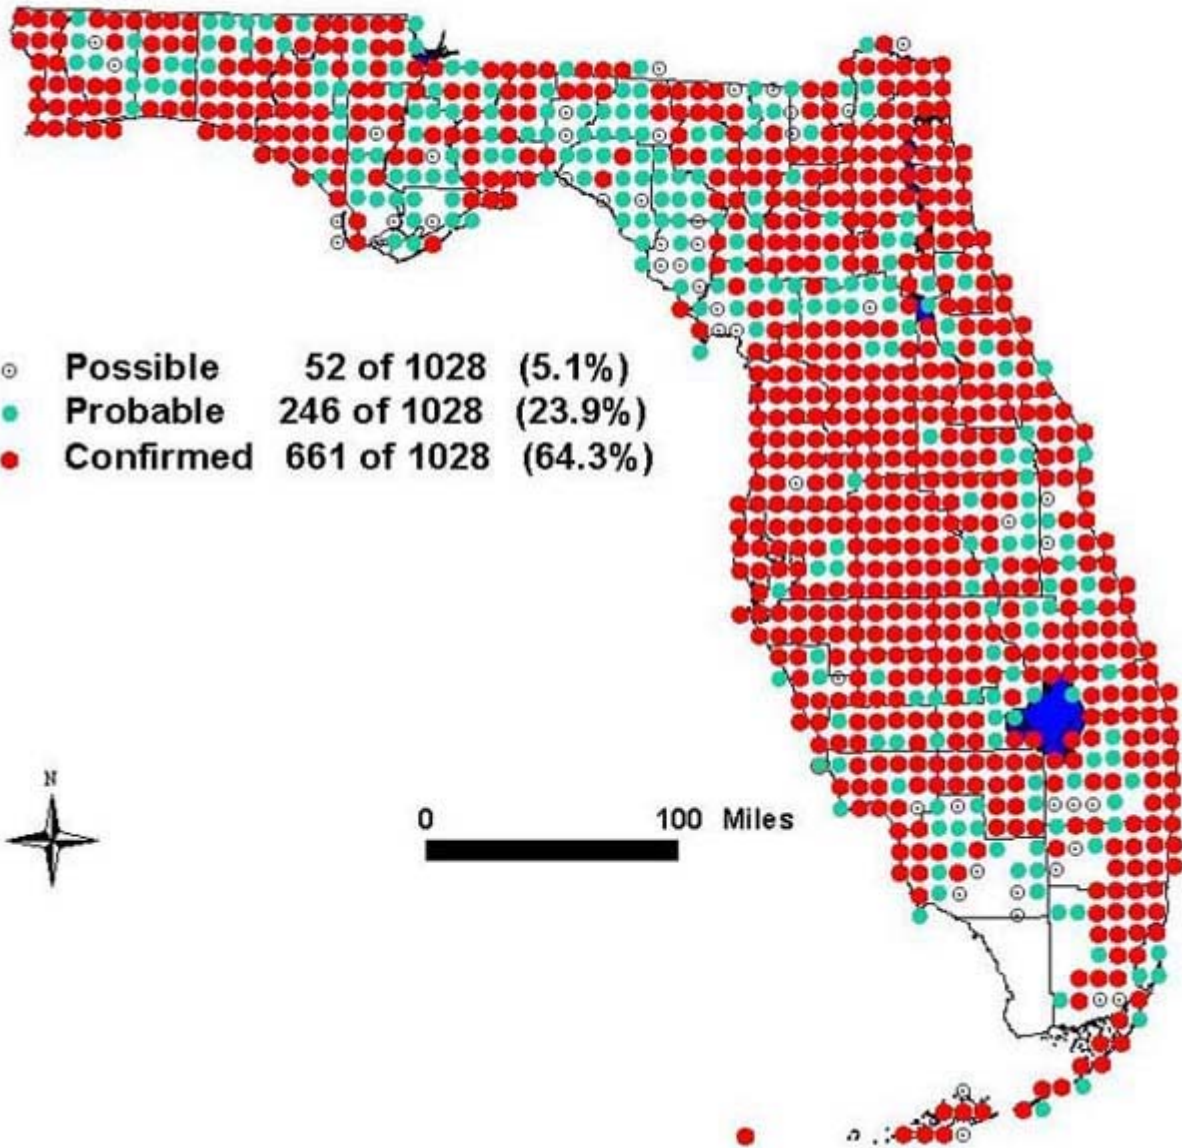 Possible 52 of 1028 (5.1%)
Probable 246 of 1028 (23.9%)
Confirmed 661 of 1028 (64.3%)
N
0 100 Miles